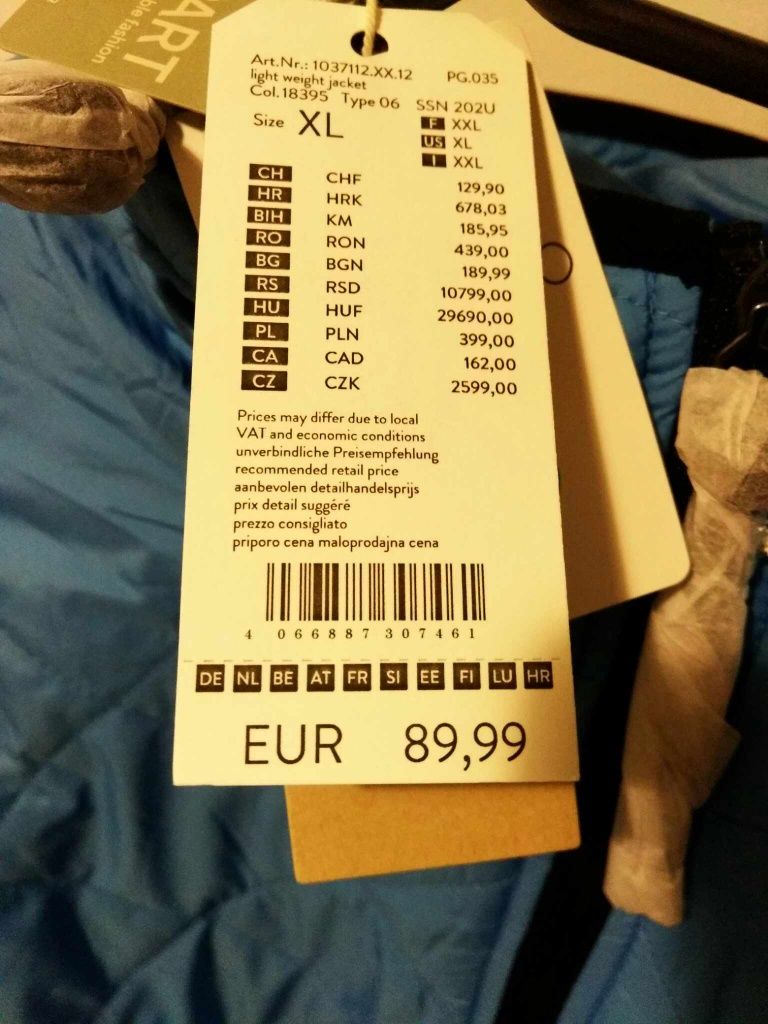 ART
ble fashion
Art.Nr.: 1037112.XX.12 PG.035
light weight jacket
Col.18395 Type 06 SSN 202U
Size XL F XXL
US XL
I XXL
CH CHF 129,90
HR HRK 678,03
BIH KM 185,95
RO RON 439,00
BG BGN 189,99
RS RSD 10799,00
HU HUF 29690,00
PL PLN 399,00
CA CAD 162,00
CZ CZK 2599,00
Prices may differ due to local
VAT and economic conditions
unverbindliche Preisempfehlung
recommended retail price
aanbevolen detailhandelsprijs
prix detail suggéré
prezzo consigliato
priporo cena maloprodajna cena
4 066887 307461
DE NL BE AT FR SI EE FI LU HR
EUR 89,99